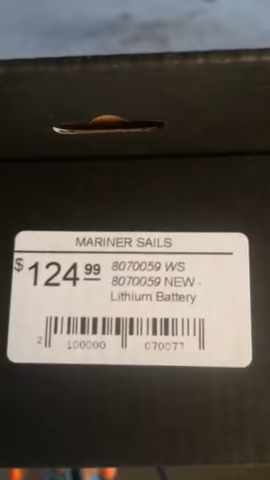 MARINER SAILS
$124 99
8070059 WS
8070059 NEW -
Lithium Battery
2 100000 070077